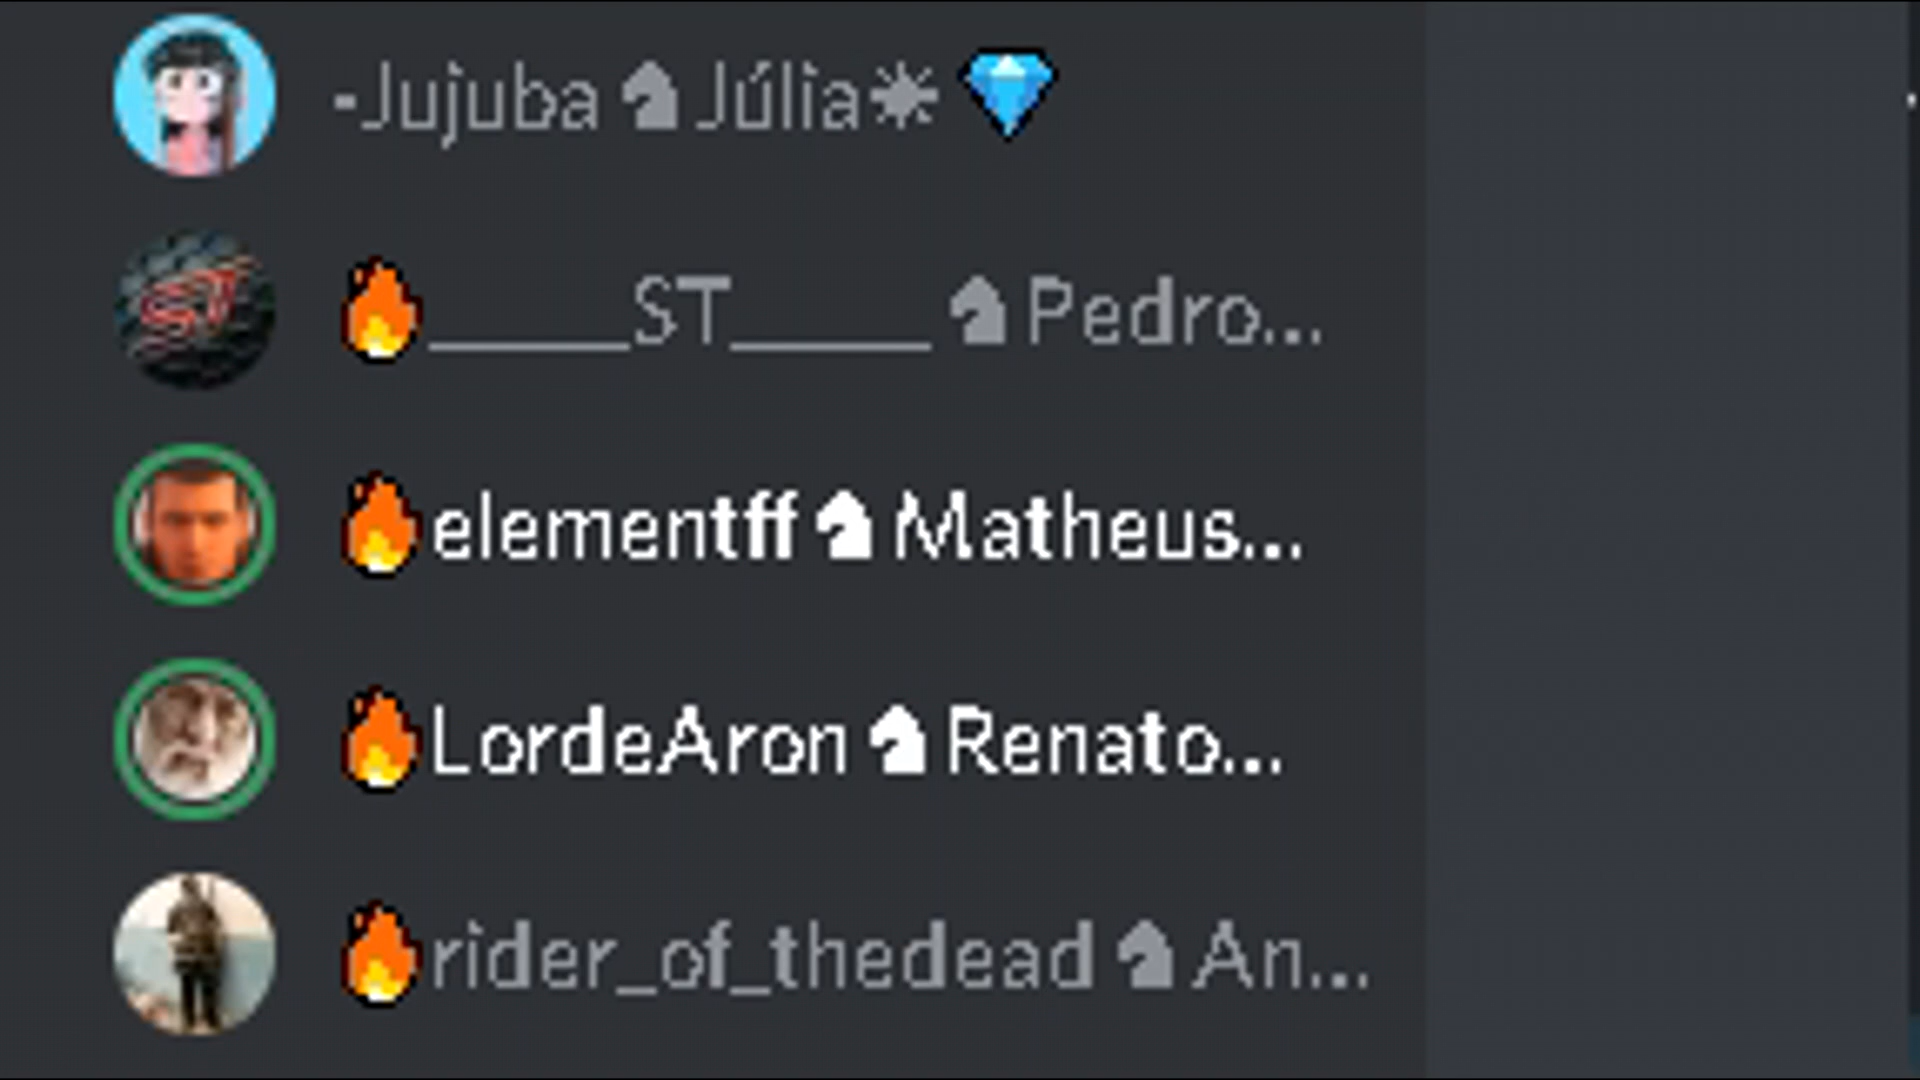 -Jujuba♞Júlia☀💎
🔥_____ST_____♞Pedro...
🔥elementff♞Matheus...
🔥LordeAron♞Renato...
🔥rider_of_thedead♞An...